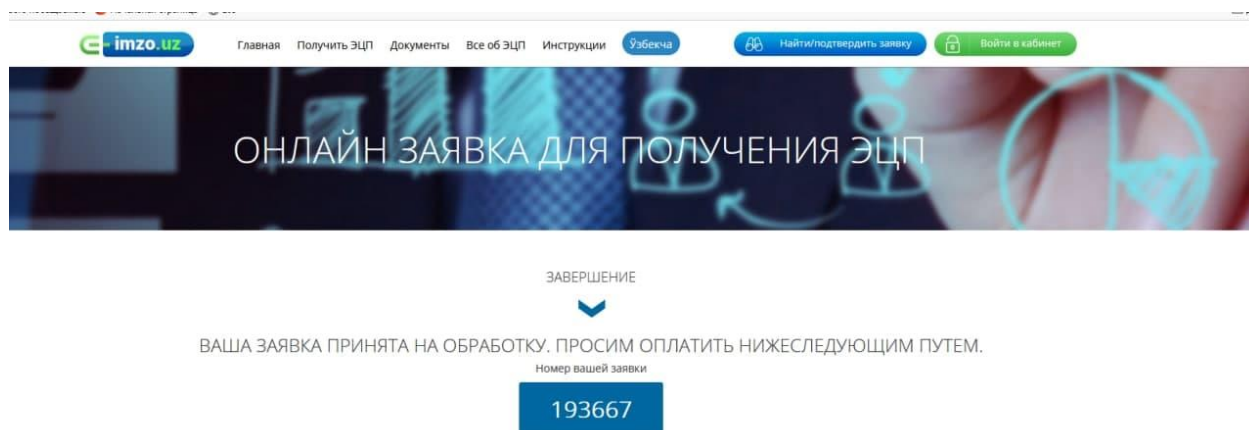 e-imzo.uz Главная Получить ЭЦП Документы Все об ЭЦП Инструкции Ўзбекча Найти/подтвердить заявку Войти в кабинет
ОНЛАЙН ЗАЯВКА ДЛЯ ПОЛУЧЕНИЯ ЭЦП
ЗАВЕРШЕНИЕ
ВАША ЗАЯВКА ПРИНЯТА НА ОБРАБОТКУ. ПРОСИМ ОПЛАТИТЬ НИЖЕСЛЕДУЮЩИМ ПУТЕМ.
Номер вашей заявки
193667